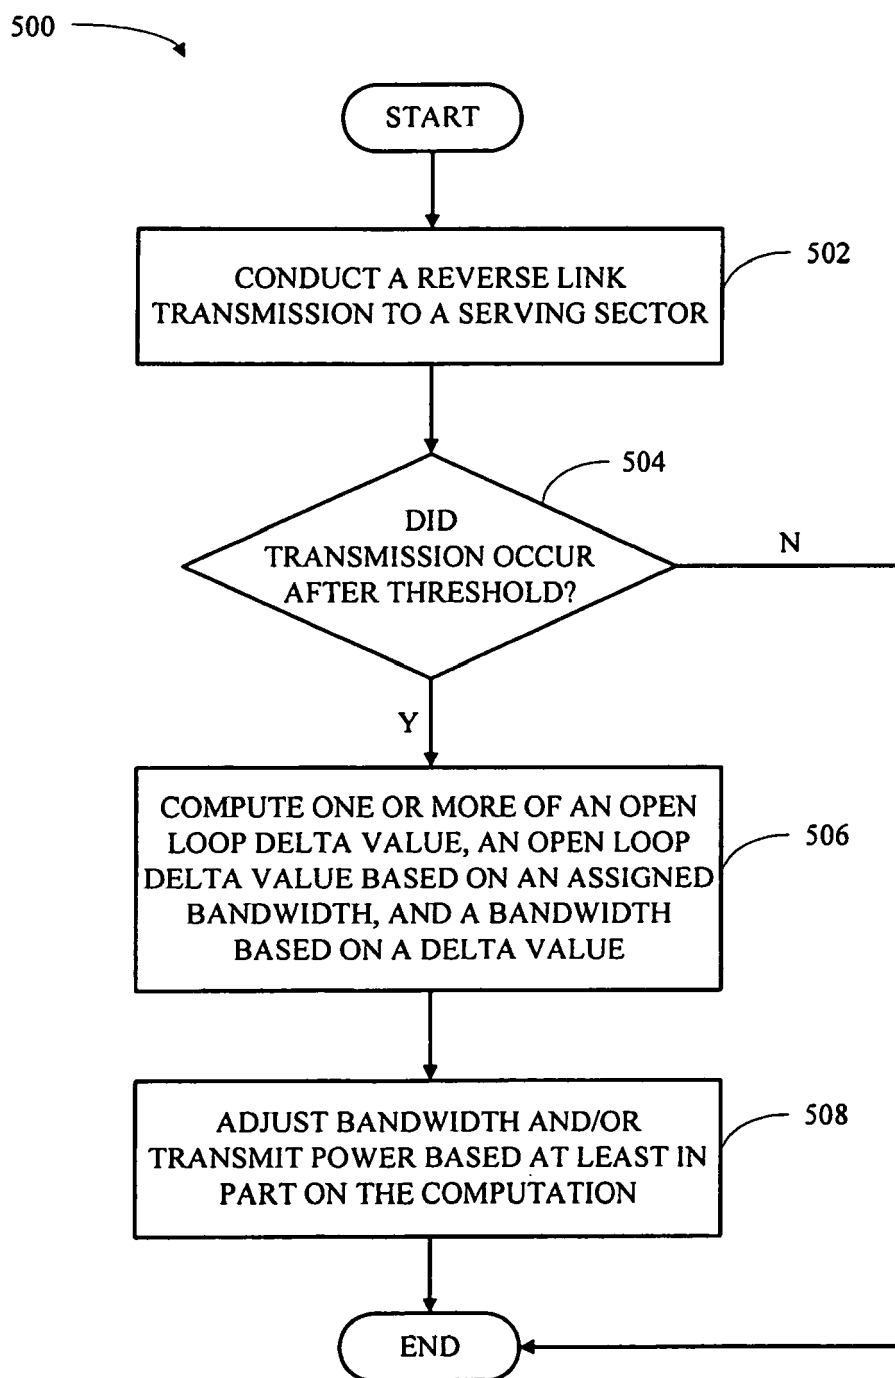 500
START
502
CONDUCT A REVERSE LINK
TRANSMISSION TO A SERVING SECTOR
504
DID
TRANSMISSION OCCUR
AFTER THRESHOLD?
N
Y
COMPUTE ONE OR MORE OF AN OPEN
LOOP DELTA VALUE, AN OPEN LOOP
DELTA VALUE BASED ON AN ASSIGNED
BANDWIDTH, AND A BANDWIDTH
BASED ON A DELTA VALUE
506
ADJUST BANDWIDTH AND/OR
TRANSMIT POWER BASED AT LEAST IN
PART ON THE COMPUTATION
508
END